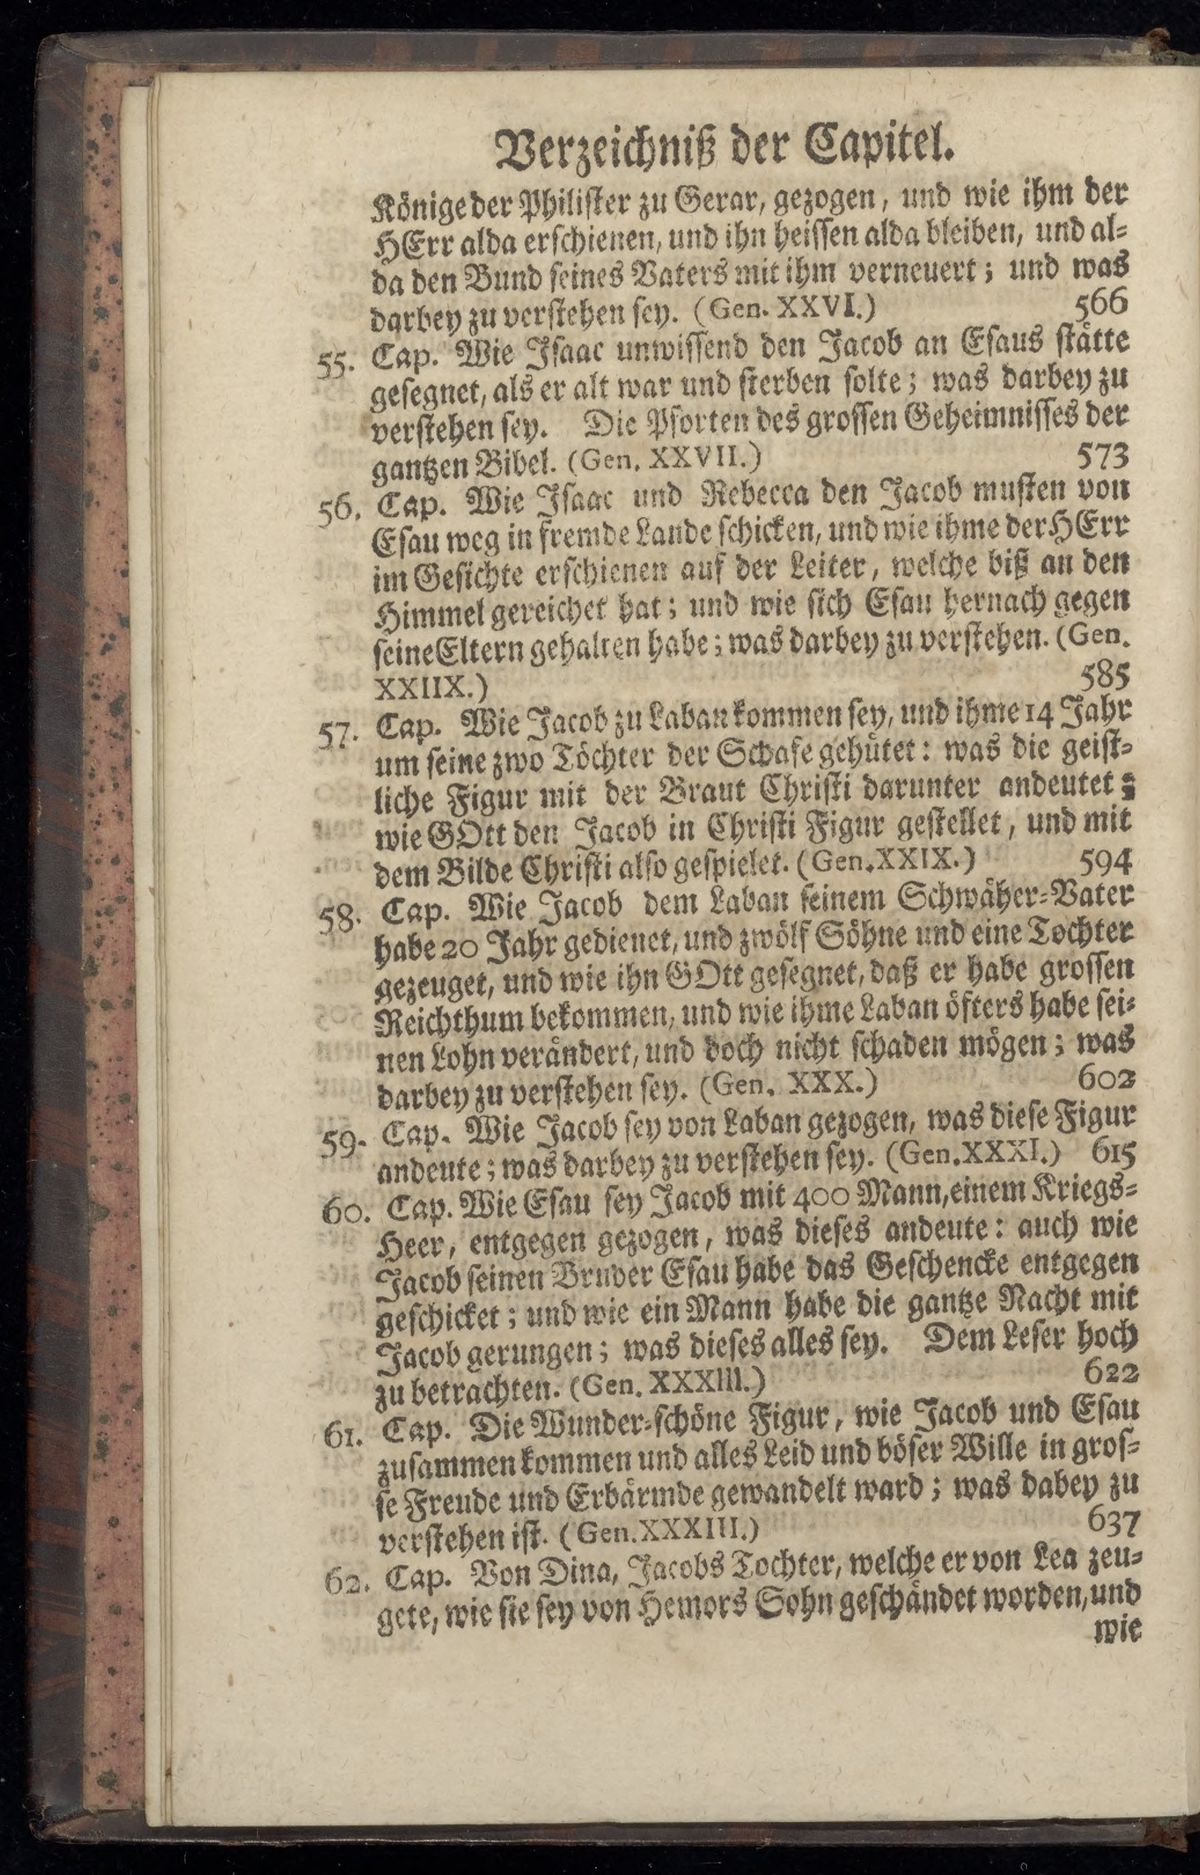 Verzeichniß der Capitel.
Könige der Philister zu Gerar, gezogen, und wie ihm der
HErr alda erschienen, und ihn heissen alda bleiben, und al-
da den Bund seines Vaters mit ihm verneuert; und was
darbey zu verstehen sey. (Gen. XXVI.) 566
55. Cap. Wie Isaac unwissend den Jacob an Esaus stätte
gesegnet, als er alt war und sterben solte; was darbey zu
verstehen sey. Die Pforten des grossen Geheimnisses der
gantzen Bibel. (Gen. XXVII.) 573
56. Cap. Wie Isaac und Rebecca den Jacob musten von
Esau weg in fremde Lande schicken, und wie ihme der HErr
im Gesichte erschienen auf der Leiter, welche biß an den
Himmel gereichet hat; und wie sich Esau hernach gegen
seine Eltern gehalten habe; was darbey zu verstehen. (Gen.
XXIIX.) 585
57. Cap. Wie Jacob zu Laban kommen sey, und ihme 14 Jahr
um seine zwo Töchter der Schafe gehütet: was die geist-
liche Figur mit der Braut Christi darunter andeutet;
wie GOtt den Jacob in Christi Figur gestellet, und mit
dem Bilde Christi also gespielet. (Gen. XXIX.) 594
58. Cap. Wie Jacob dem Laban seinem Schwäher-Vater
habe 20 Jahr gedienet, und zwölf Söhne und eine Tochter
gezeuget, und wie ihn GOtt gesegnet, daß er habe grossen
Reichthum bekommen, und wie ihme Laban öfters habe sei-
nen Lohn verändert, und doch nicht schaden mögen; was
darbey zu verstehen sey. (Gen. XXX.) 602
59. Cap. Wie Jacob sey von Laban gezogen, was diese Figur
andeute; was darbey zu verstehen sey. (Gen. XXXI.) 615
60. Cap. Wie Esau sey Jacob mit 400 Mann, einem Kriegs-
Heer, entgegen gezogen, was dieses andeute: auch wie
Jacob seinen Bruder Esau habe das Geschencke entgegen
geschicket; und wie ein Mann habe die gantze Nacht mit
Jacob gerungen; was dieses alles sey. Dem Leser hoch
zu betrachten. (Gen. XXXIII.) 622
61. Cap. Die Wunder-schöne Figur, wie Jacob und Esau
zusammen kommen und alles Leid und böser Wille in gros-
se Freude und Erbärmde gewandelt ward; was dabey zu
verstehen ist. (Gen. XXXIII.) 637
62. Cap. Von Dina, Jacobs Tochter, welche er von Lea zeu-
gete, wie sie sey von Hemors Sohn geschändet worden, und
wie